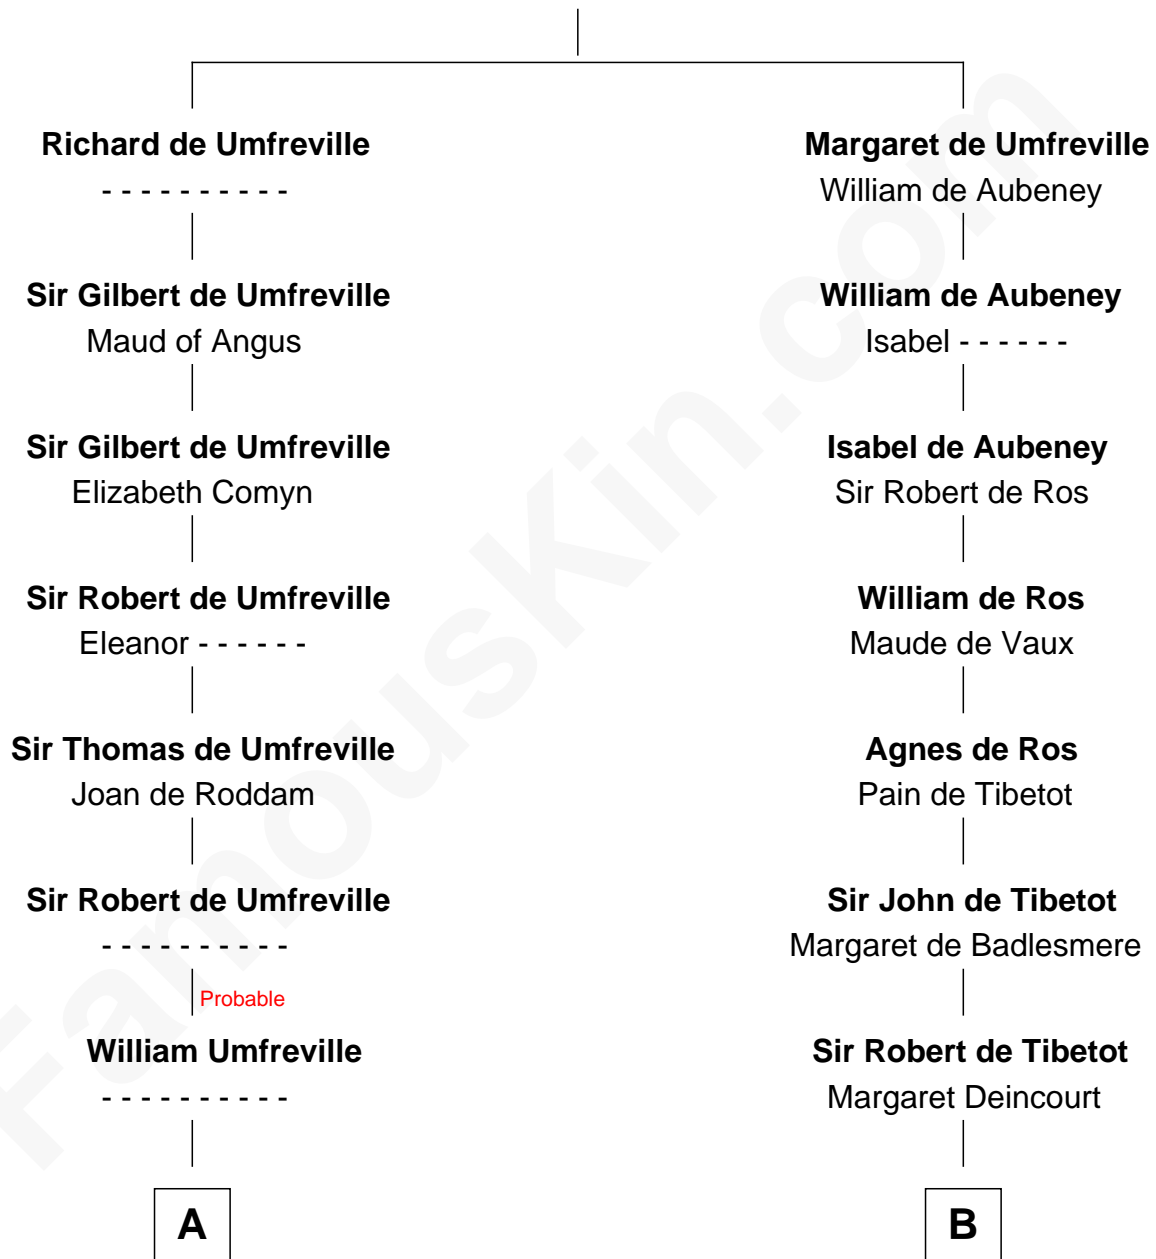 Richard de Umfreville
- - - - - - - - - -
Sir Gilbert de Umfreville
Maud of Angus
Sir Gilbert de Umfreville
Elizabeth Comyn
Sir Robert de Umfreville
Eleanor - - - - - -
Sir Thomas de Umfreville
Joan de Roddam
Sir Robert de Umfreville
- - - - - - - - - -
Probable
William Umfreville
- - - - - - - - - -
A
Margaret de Umfreville
William de Aubeney
William de Aubeney
Isabel - - - - - -
Isabel de Aubeney
Sir Robert de Ros
William de Ros
Maude de Vaux
Agnes de Ros
Pain de Tibetot
Sir John de Tibetot
Margaret de Badlesmere
Sir Robert de Tibetot
Margaret Deincourt
B
FamousKin.com